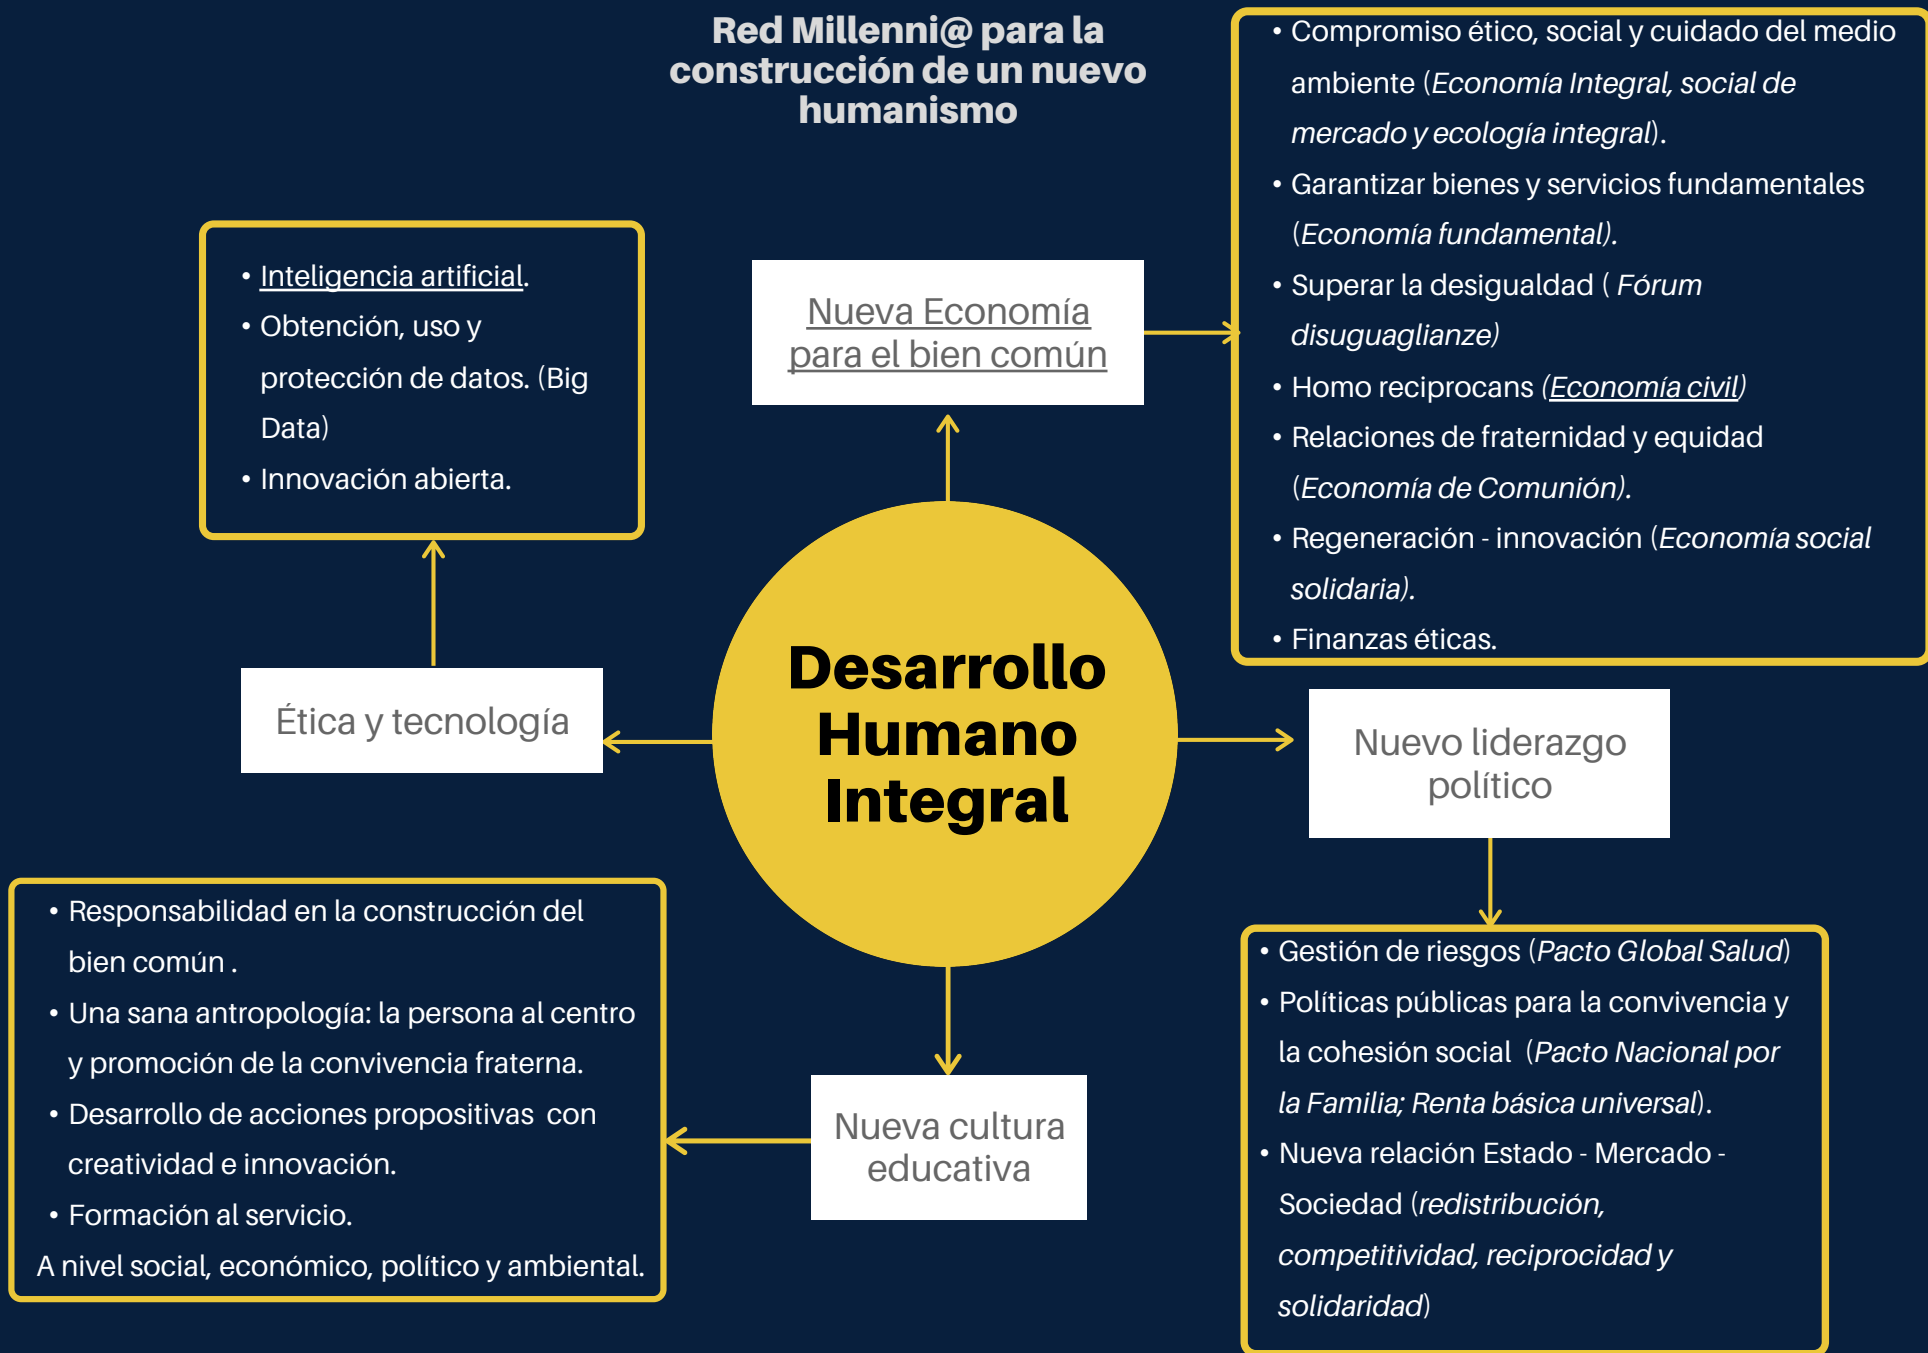 Red Millenni@ para la
construcción de un nuevo
humanismo
• Compromiso ético, social y cuidado del medio
ambiente (Economía Integral, social de
mercado y ecología integral).
• Garantizar bienes y servicios fundamentales
(Economía fundamental).
• Superar la desigualdad ( Fórum
disuguaglianze)
• Homo reciprocans (Economía civil)
• Relaciones de fraternidad y equidad
(Economía de Comunión).
• Regeneración - innovación (Economía social
solidaria).
• Finanzas éticas.
• Inteligencia artificial.
• Obtención, uso y
protección de datos. (Big
Data)
• Innovación abierta.
Nueva Economía
para el bien común
Ética y tecnología
Desarrollo
Humano
Integral
Nuevo liderazgo
político
• Responsabilidad en la construcción del
bien común .
• Una sana antropología: la persona al centro
y promoción de la convivencia fraterna.
• Desarrollo de acciones propositivas  con
creatividad e innovación.
• Formación al servicio.
A nivel social, económico, político y ambiental.
Nueva cultura
educativa
• Gestión de riesgos (Pacto Global Salud)
• Políticas públicas para la convivencia y
la cohesión social  (Pacto Nacional por
la Familia; Renta básica universal).
• Nueva relación Estado - Mercado -
Sociedad (redistribución,
competitividad, reciprocidad y
solidaridad)